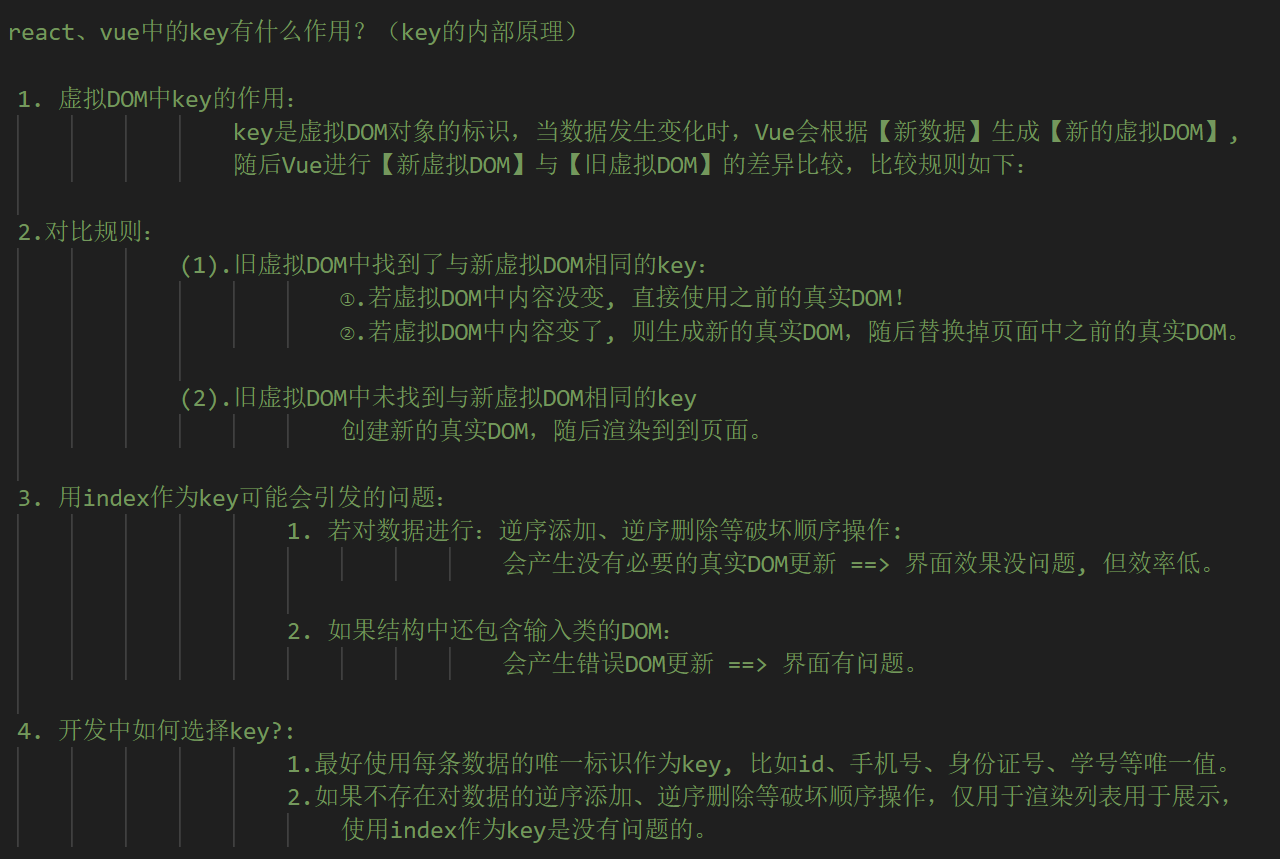 react、vue中的key有什么作用？（key的内部原理）
1. 虚拟DOM中key的作用：
key是虚拟DOM对象的标识，当数据发生变化时，Vue会根据【新数据】生成【新的虚拟DOM】,
随后Vue进行【新虚拟DOM】与【旧虚拟DOM】的差异比较，比较规则如下：
2.对比规则：
(1).旧虚拟DOM中找到了与新虚拟DOM相同的key：
①.若虚拟DOM中内容没变, 直接使用之前的真实DOM！
②.若虚拟DOM中内容变了, 则生成新的真实DOM，随后替换掉页面中之前的真实DOM。
(2).旧虚拟DOM中未找到与新虚拟DOM相同的key
创建新的真实DOM，随后渲染到到页面。
3. 用index作为key可能会引发的问题：
1. 若对数据进行：逆序添加、逆序删除等破坏顺序操作:
会产生没有必要的真实DOM更新 ==> 界面效果没问题, 但效率低。
2. 如果结构中还包含输入类的DOM：
会产生错误DOM更新 ==> 界面有问题。
4. 开发中如何选择key?:
1.最好使用每条数据的唯一标识作为key, 比如id、手机号、身份证号、学号等唯一值。
2.如果不存在对数据的逆序添加、逆序删除等破坏顺序操作，仅用于渲染列表用于展示，
使用index作为key是没有问题的。